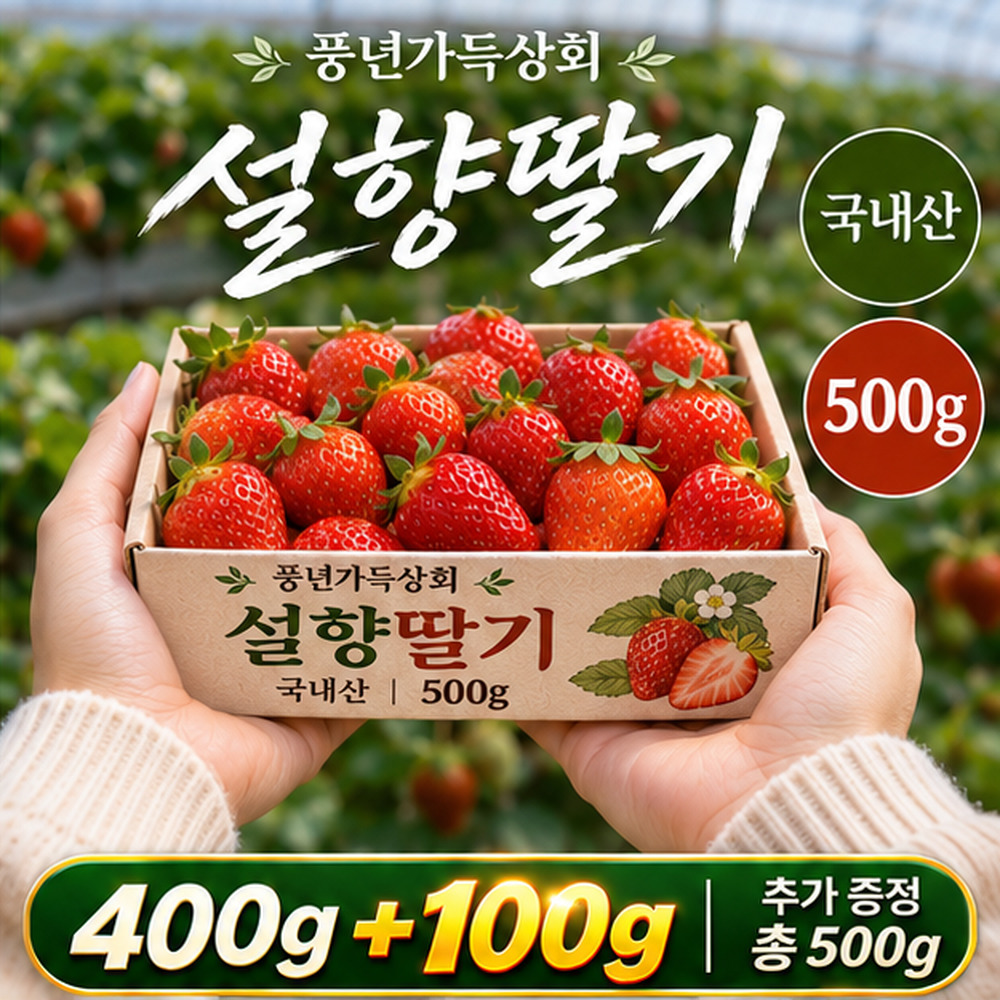 풍년가득상회
설향딸기
국내산
500g
풍년가득상회
설향딸기
국내산 | 500g
400g+100g
추가 증정
총 500g